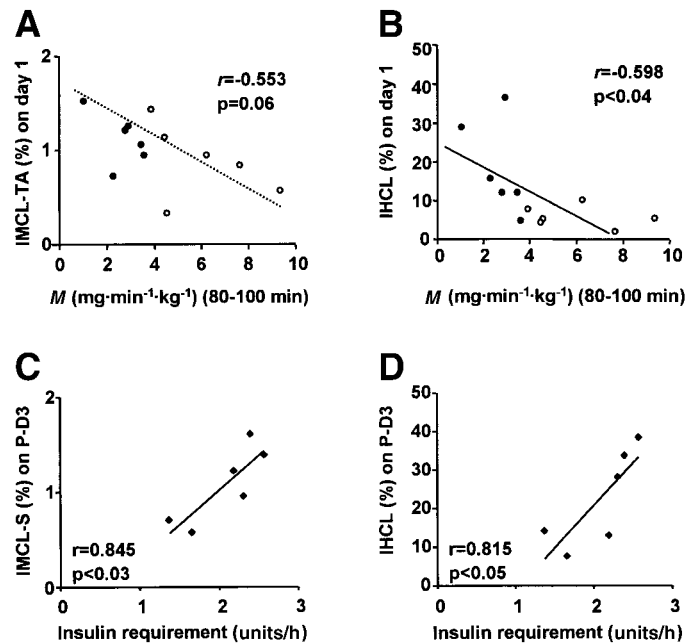 A
IMCL-TA (%) on day 1
2
1
0
r=-0.553
p=0.06
0 2 4 6 8 10
M (mg·min⁻¹·kg⁻¹) (80-100 min)
B
IHCL (%) on day 1
50
40
30
20
10
0
r=-0.598
p<0.04
0 2 4 6 8 10
M (mg·min⁻¹·kg⁻¹) (80-100 min)
C
IMCL-S (%) on P-D3
2
1
0
r=0.845
p<0.03
0 1 2 3
Insulin requirement (units/h)
D
IHCL (%) on P-D3
50
40
30
20
10
0
r=0.815
p<0.05
0 1 2 3
Insulin requirement (units/h)